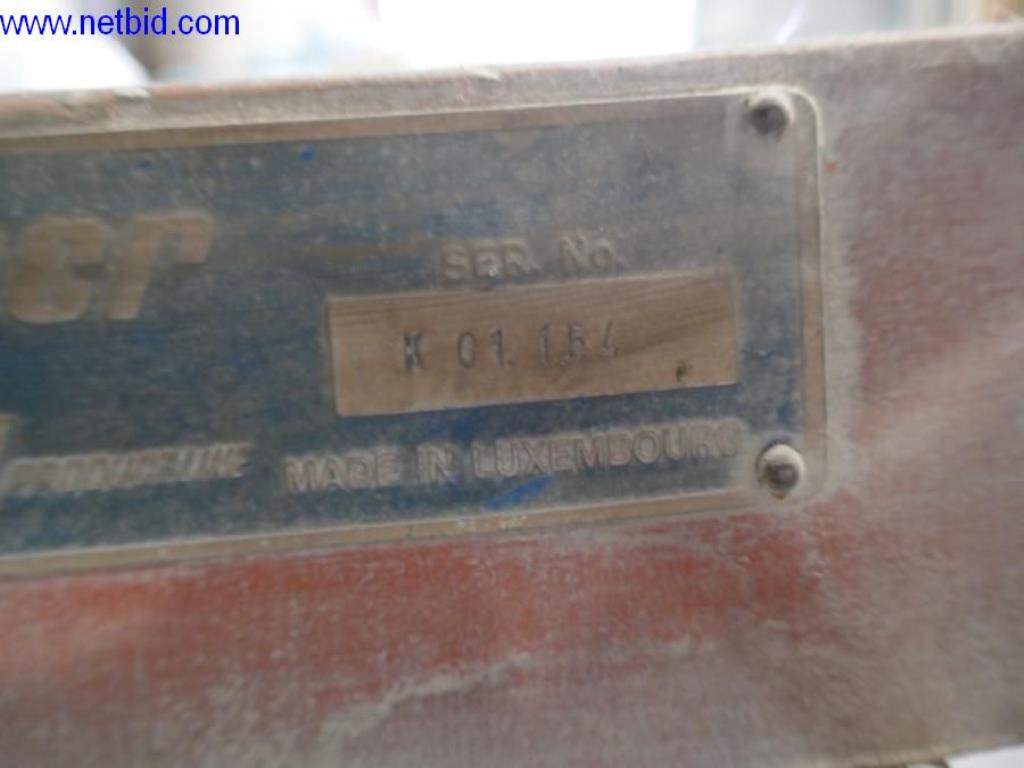 www.netbid.com
SER. No.
K 01.154
MADE IN LUXEMBOURG